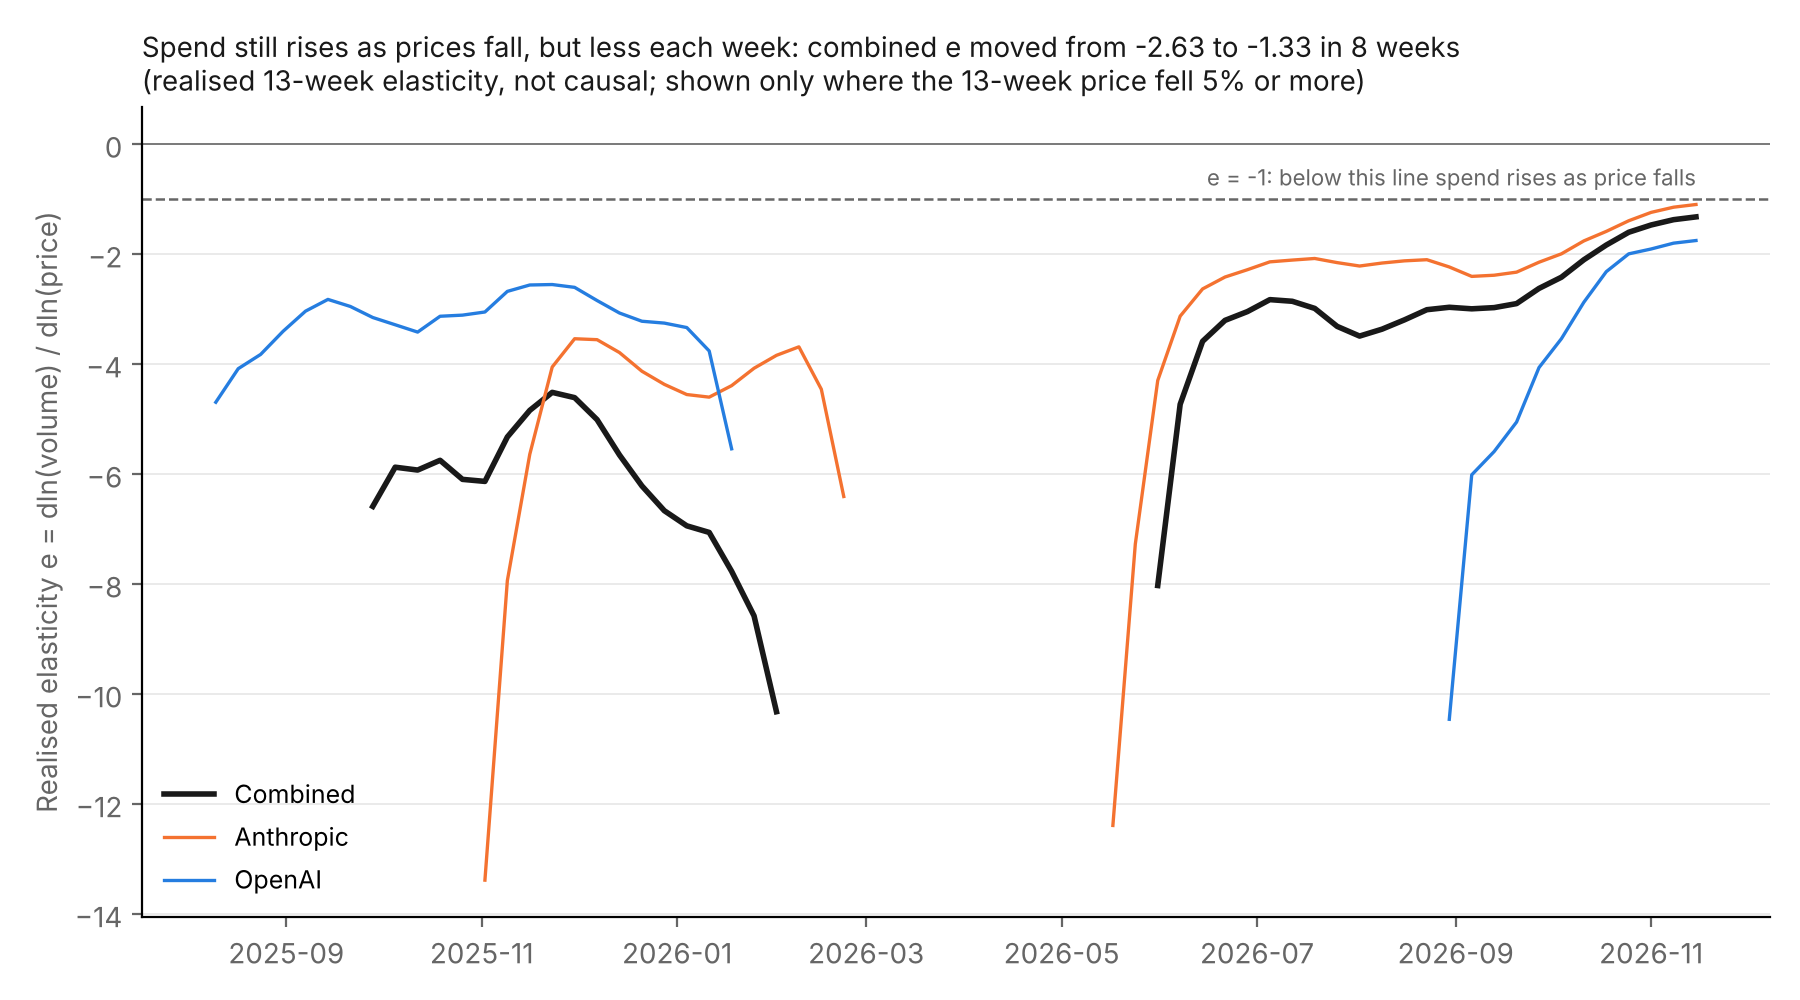 Spend still rises as prices fall, but less each week: combined e moved from -2.63 to -1.33 in 8 weeks
(realised 13-week elasticity, not causal; shown only where the 13-week price fell 5% or more)
Realised elasticity e = dln(volume) / dln(price)
0
−2
−4
−6
−8
−10
−12
−14
e = -1: below this line spend rises as price falls
Combined
Anthropic
OpenAI
2025-09
2025-11
2026-01
2026-03
2026-05
2026-07
2026-09
2026-11